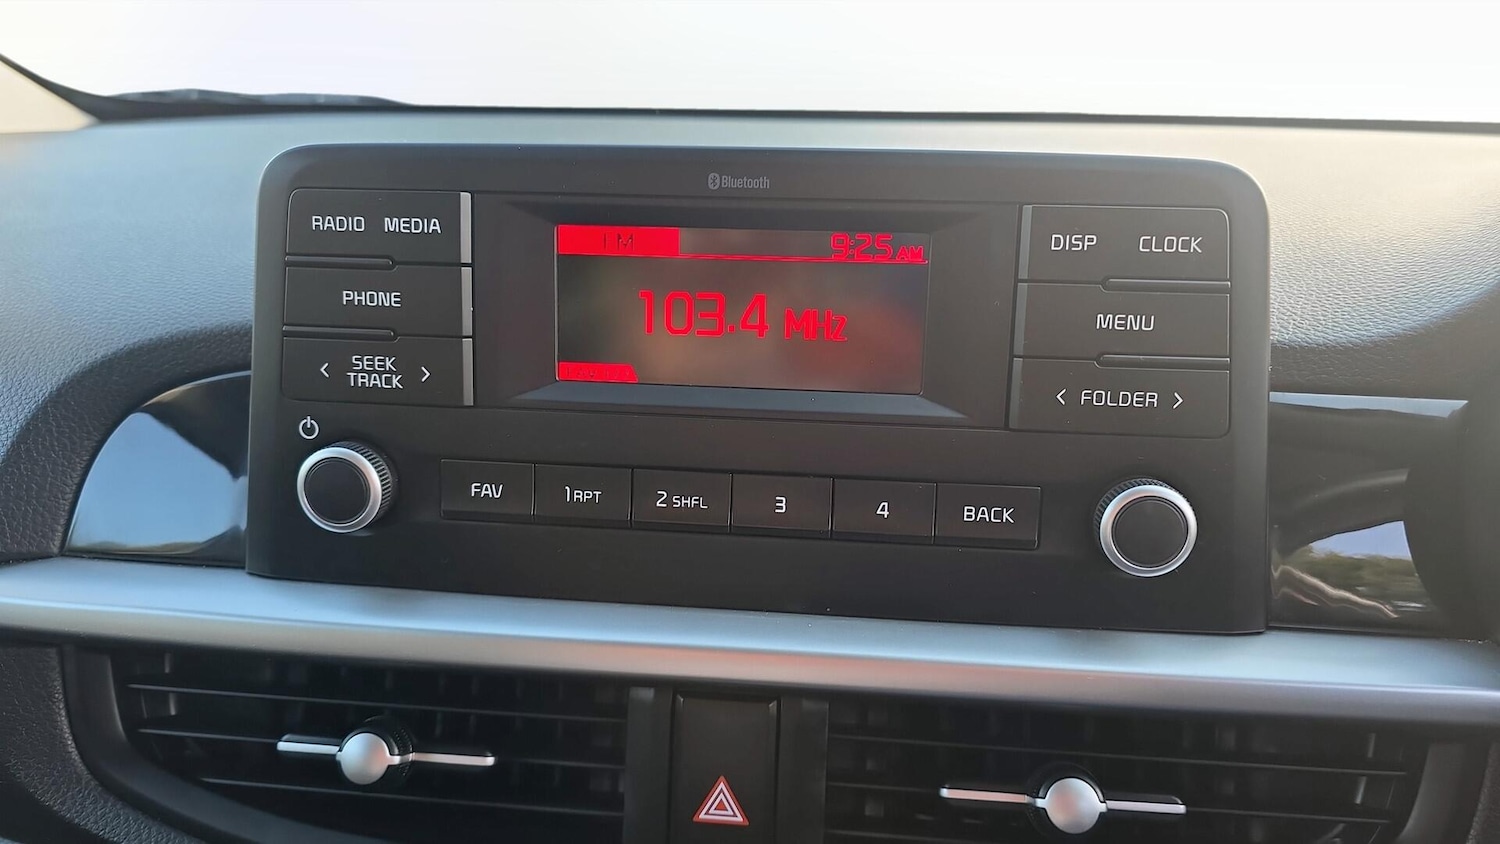 Bluetooth
RADIO MEDIA
PHONE
< SEEK TRACK >
9:25 AM
103.4 MHz
DISP CLOCK
MENU
< FOLDER >
FAV
1 RPT
2 SHFL
3
4
BACK